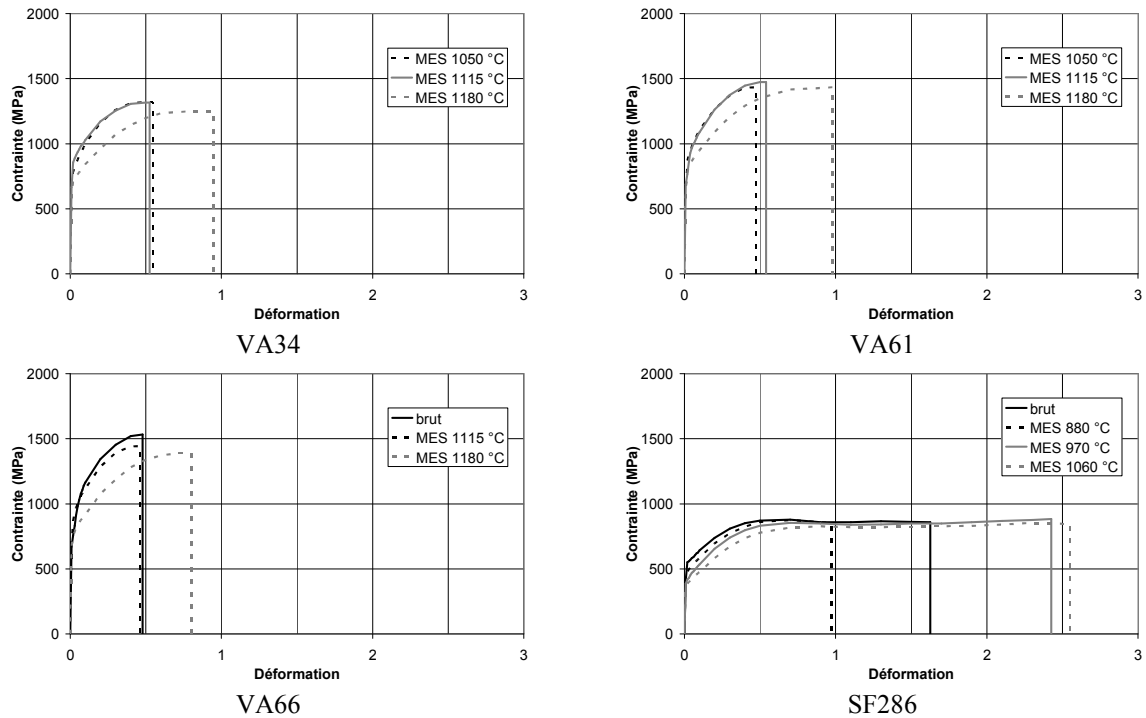 2000
1500
1000
500
0
Contrainte (MPa)
MES 1050 °C
MES 1115 °C
MES 1180 °C
0 1 2 3
Déformation
VA34
2000
1500
1000
500
0
Contrainte (MPa)
MES 1050 °C
MES 1115 °C
MES 1180 °C
0 1 2 3
Déformation
VA61
2000
1500
1000
500
0
Contrainte (MPa)
brut
MES 1115 °C
MES 1180 °C
0 1 2 3
Déformation
VA66
2000
1500
1000
500
0
Contrainte (MPa)
brut
MES 880 °C
MES 970 °C
MES 1060 °C
0 1 2 3
Déformation
SF286